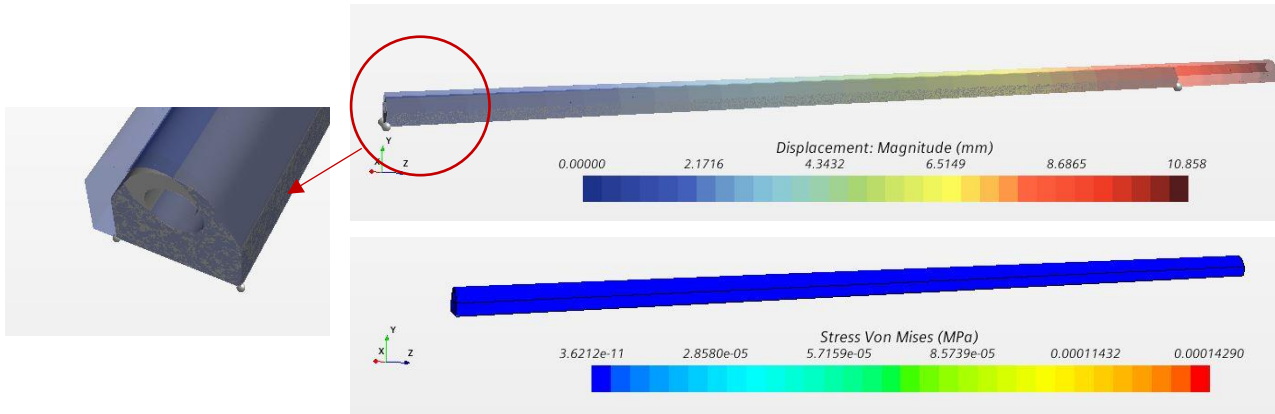 Y
X
Z
Displacement: Magnitude (mm)
0.00000 2.1716 4.3432 6.5149 8.6865 10.858
Y
X
Z
Stress Von Mises (MPa)
3.6212e-11 2.8580e-05 5.7159e-05 8.5739e-05 0.00011432 0.00014290